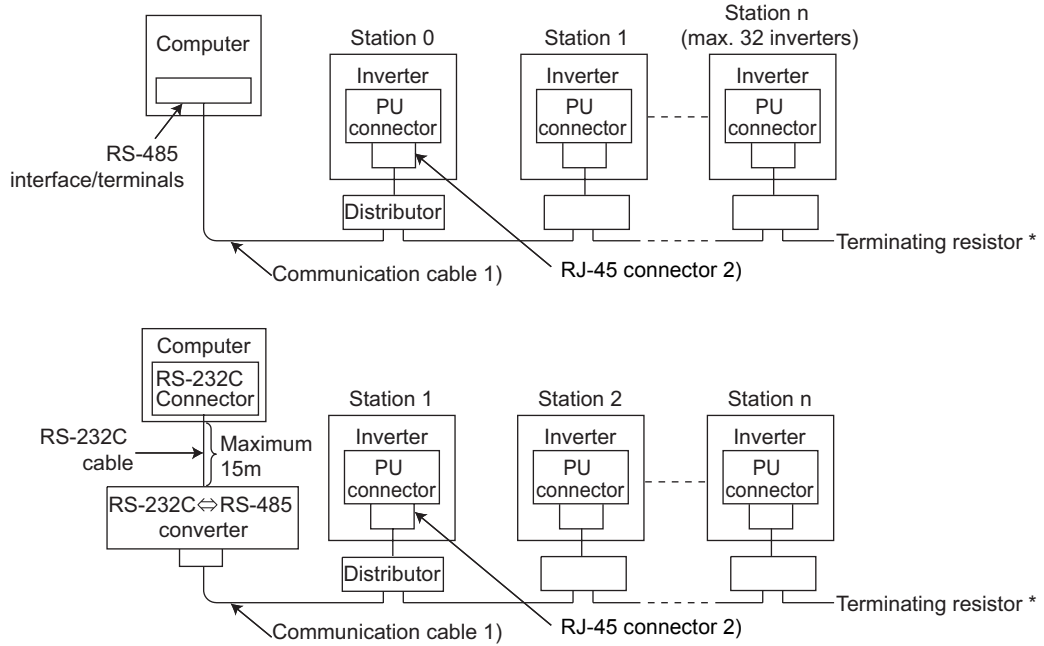 Station n
(max. 32 inverters)
Computer
Station 0
Station 1
Inverter
PU
connector
Inverter
PU
connector
Inverter
PU
connector
RS-485
interface/terminals
Distributor
Terminating resistor *
Communication cable 1)
RJ-45 connector 2)
Computer
RS-232C
Connector
Station 1
Station 2
Station n
RS-232C
cable
Maximum
15m
Inverter
PU
connector
Inverter
PU
connector
Inverter
PU
connector
RS-232C⇔RS-485
converter
Distributor
Terminating resistor *
Communication cable 1)
RJ-45 connector 2)